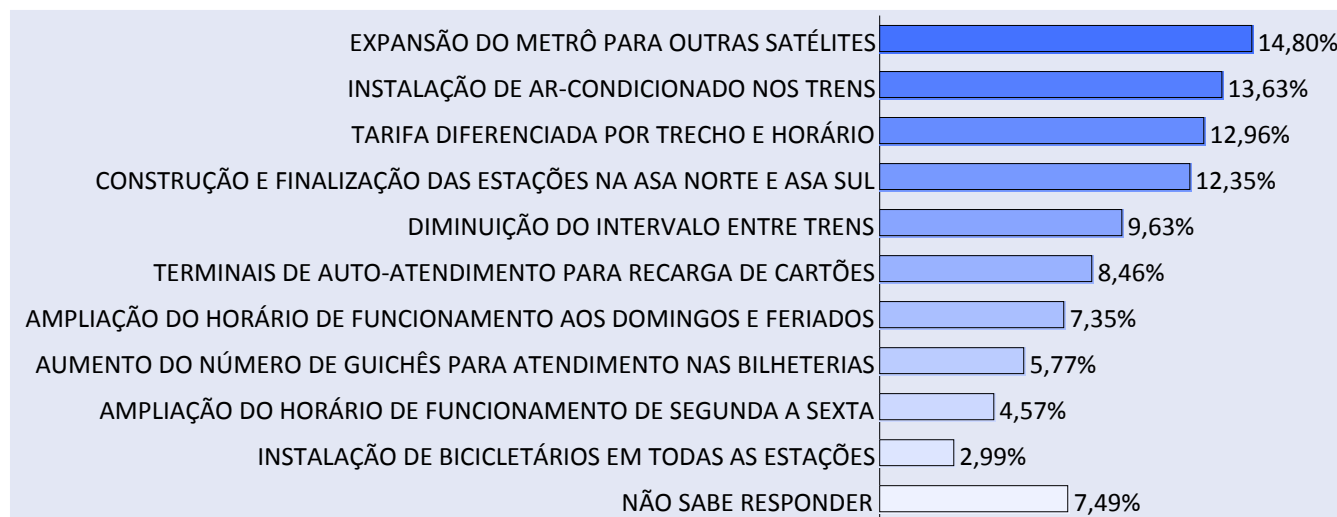 EXPANSÃO DO METRÔ PARA OUTRAS SATÉLITES 14,80%
INSTALAÇÃO DE AR-CONDICIONADO NOS TRENS 13,63%
TARIFA DIFERENCIADA POR TRECHO E HORÁRIO 12,96%
CONSTRUÇÃO E FINALIZAÇÃO DAS ESTAÇÕES NA ASA NORTE E ASA SUL 12,35%
DIMINUIÇÃO DO INTERVALO ENTRE TRENS 9,63%
TERMINAIS DE AUTO-ATENDIMENTO PARA RECARGA DE CARTÕES 8,46%
AMPLIAÇÃO DO HORÁRIO DE FUNCIONAMENTO AOS DOMINGOS E FERIADOS 7,35%
AUMENTO DO NÚMERO DE GUICHÊS PARA ATENDIMENTO NAS BILHETERIAS 5,77%
AMPLIAÇÃO DO HORÁRIO DE FUNCIONAMENTO DE SEGUNDA A SEXTA 4,57%
INSTALAÇÃO DE BICICLETÁRIOS EM TODAS AS ESTAÇÕES 2,99%
NÃO SABE RESPONDER 7,49%